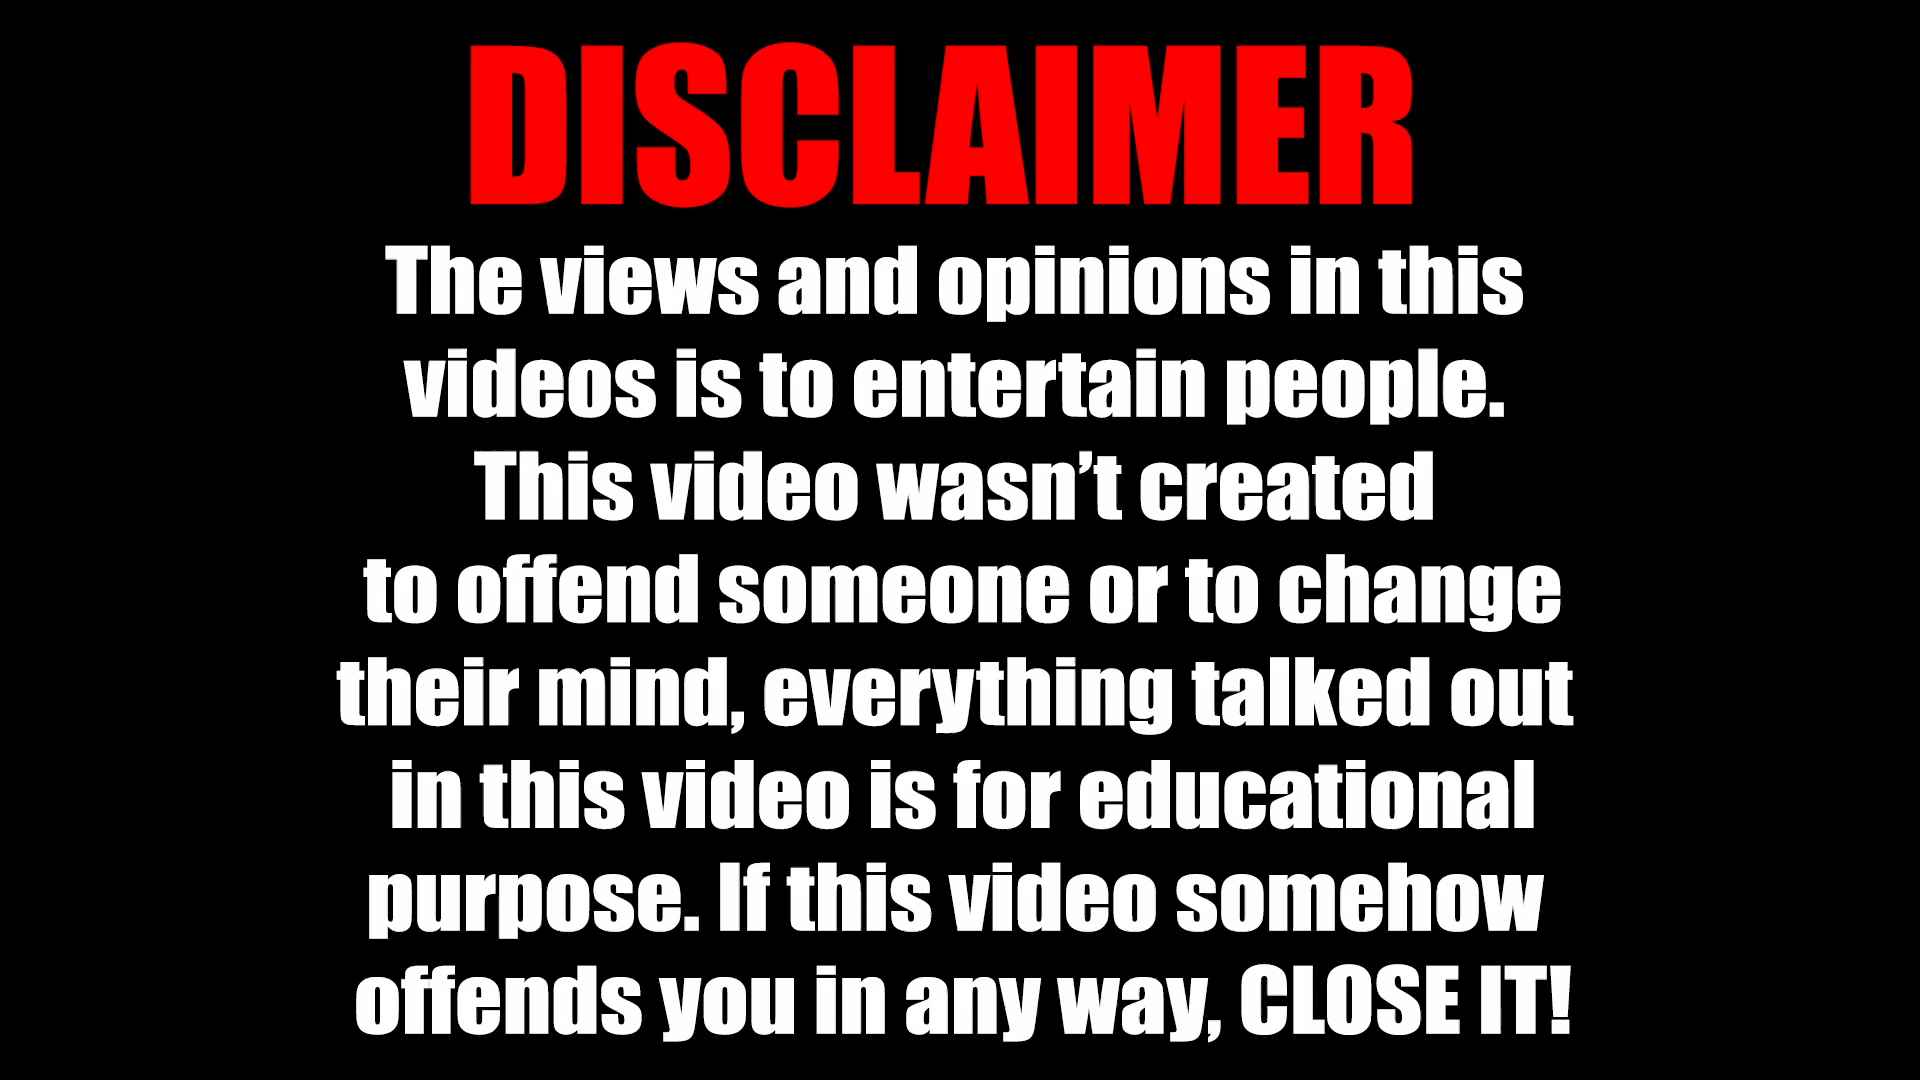 DISCLAIMER
The views and opinions in this
videos is to entertain people.
This video wasn’t created
to offend someone or to change
their mind, everything talked out
in this video is for educational
purpose. If this video somehow
offends you in any way, CLOSE IT!